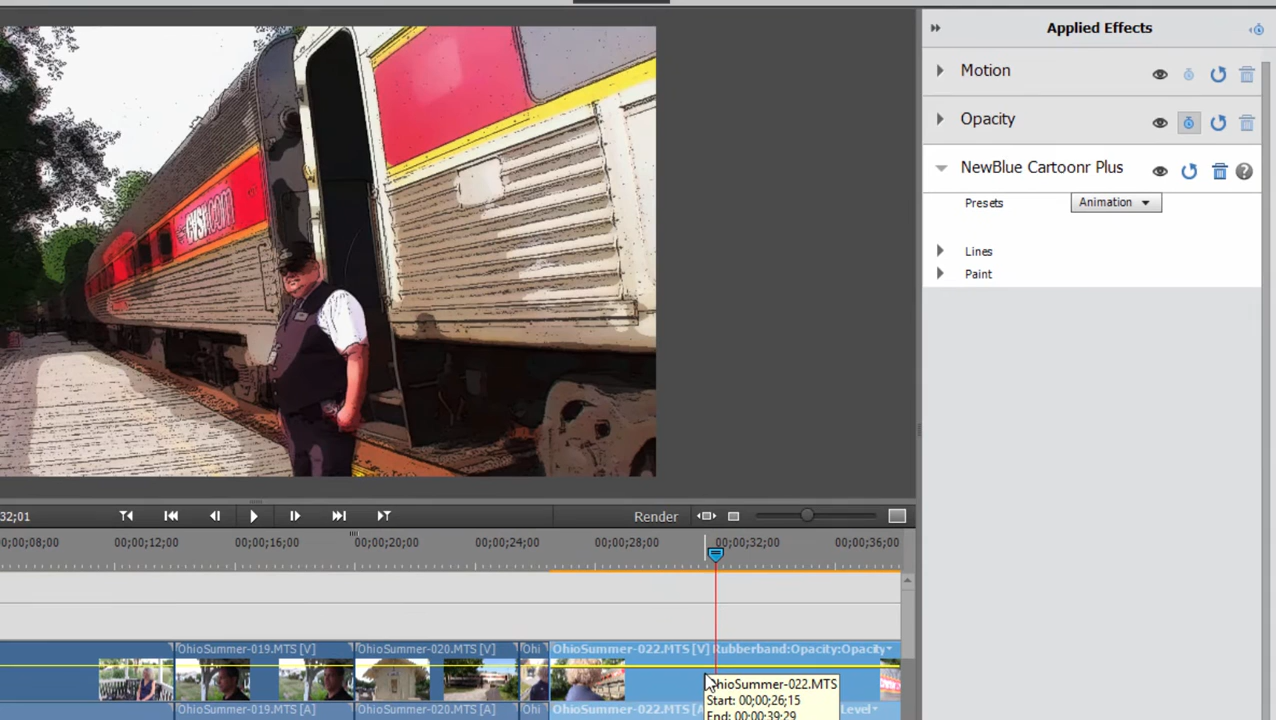 Applied Effects
Motion
Opacity
NewBlue Cartoonr Plus
Presets
Animation
Lines
Paint
32;01
Render
0;00;08;00
00;00;12;00
00;00;16;00
00;00;20;00
00;00;24;00
00;00;28;00
00;00;32;00
00;00;36;00
OhioSummer-019.MTS [V]
OhioSummer-020.MTS [V]
Ohi
OhioSummer-022.MTS [V] Rubberband:Opacity:Opacity
OhioSummer-019.MTS [A]
OhioSummer-020.MTS [A]
Ohi
OhioSummer-022.MTS [A
Level
hioSummer-022.MTS
Start: 00;00;26;15
End: 00;00;39;29